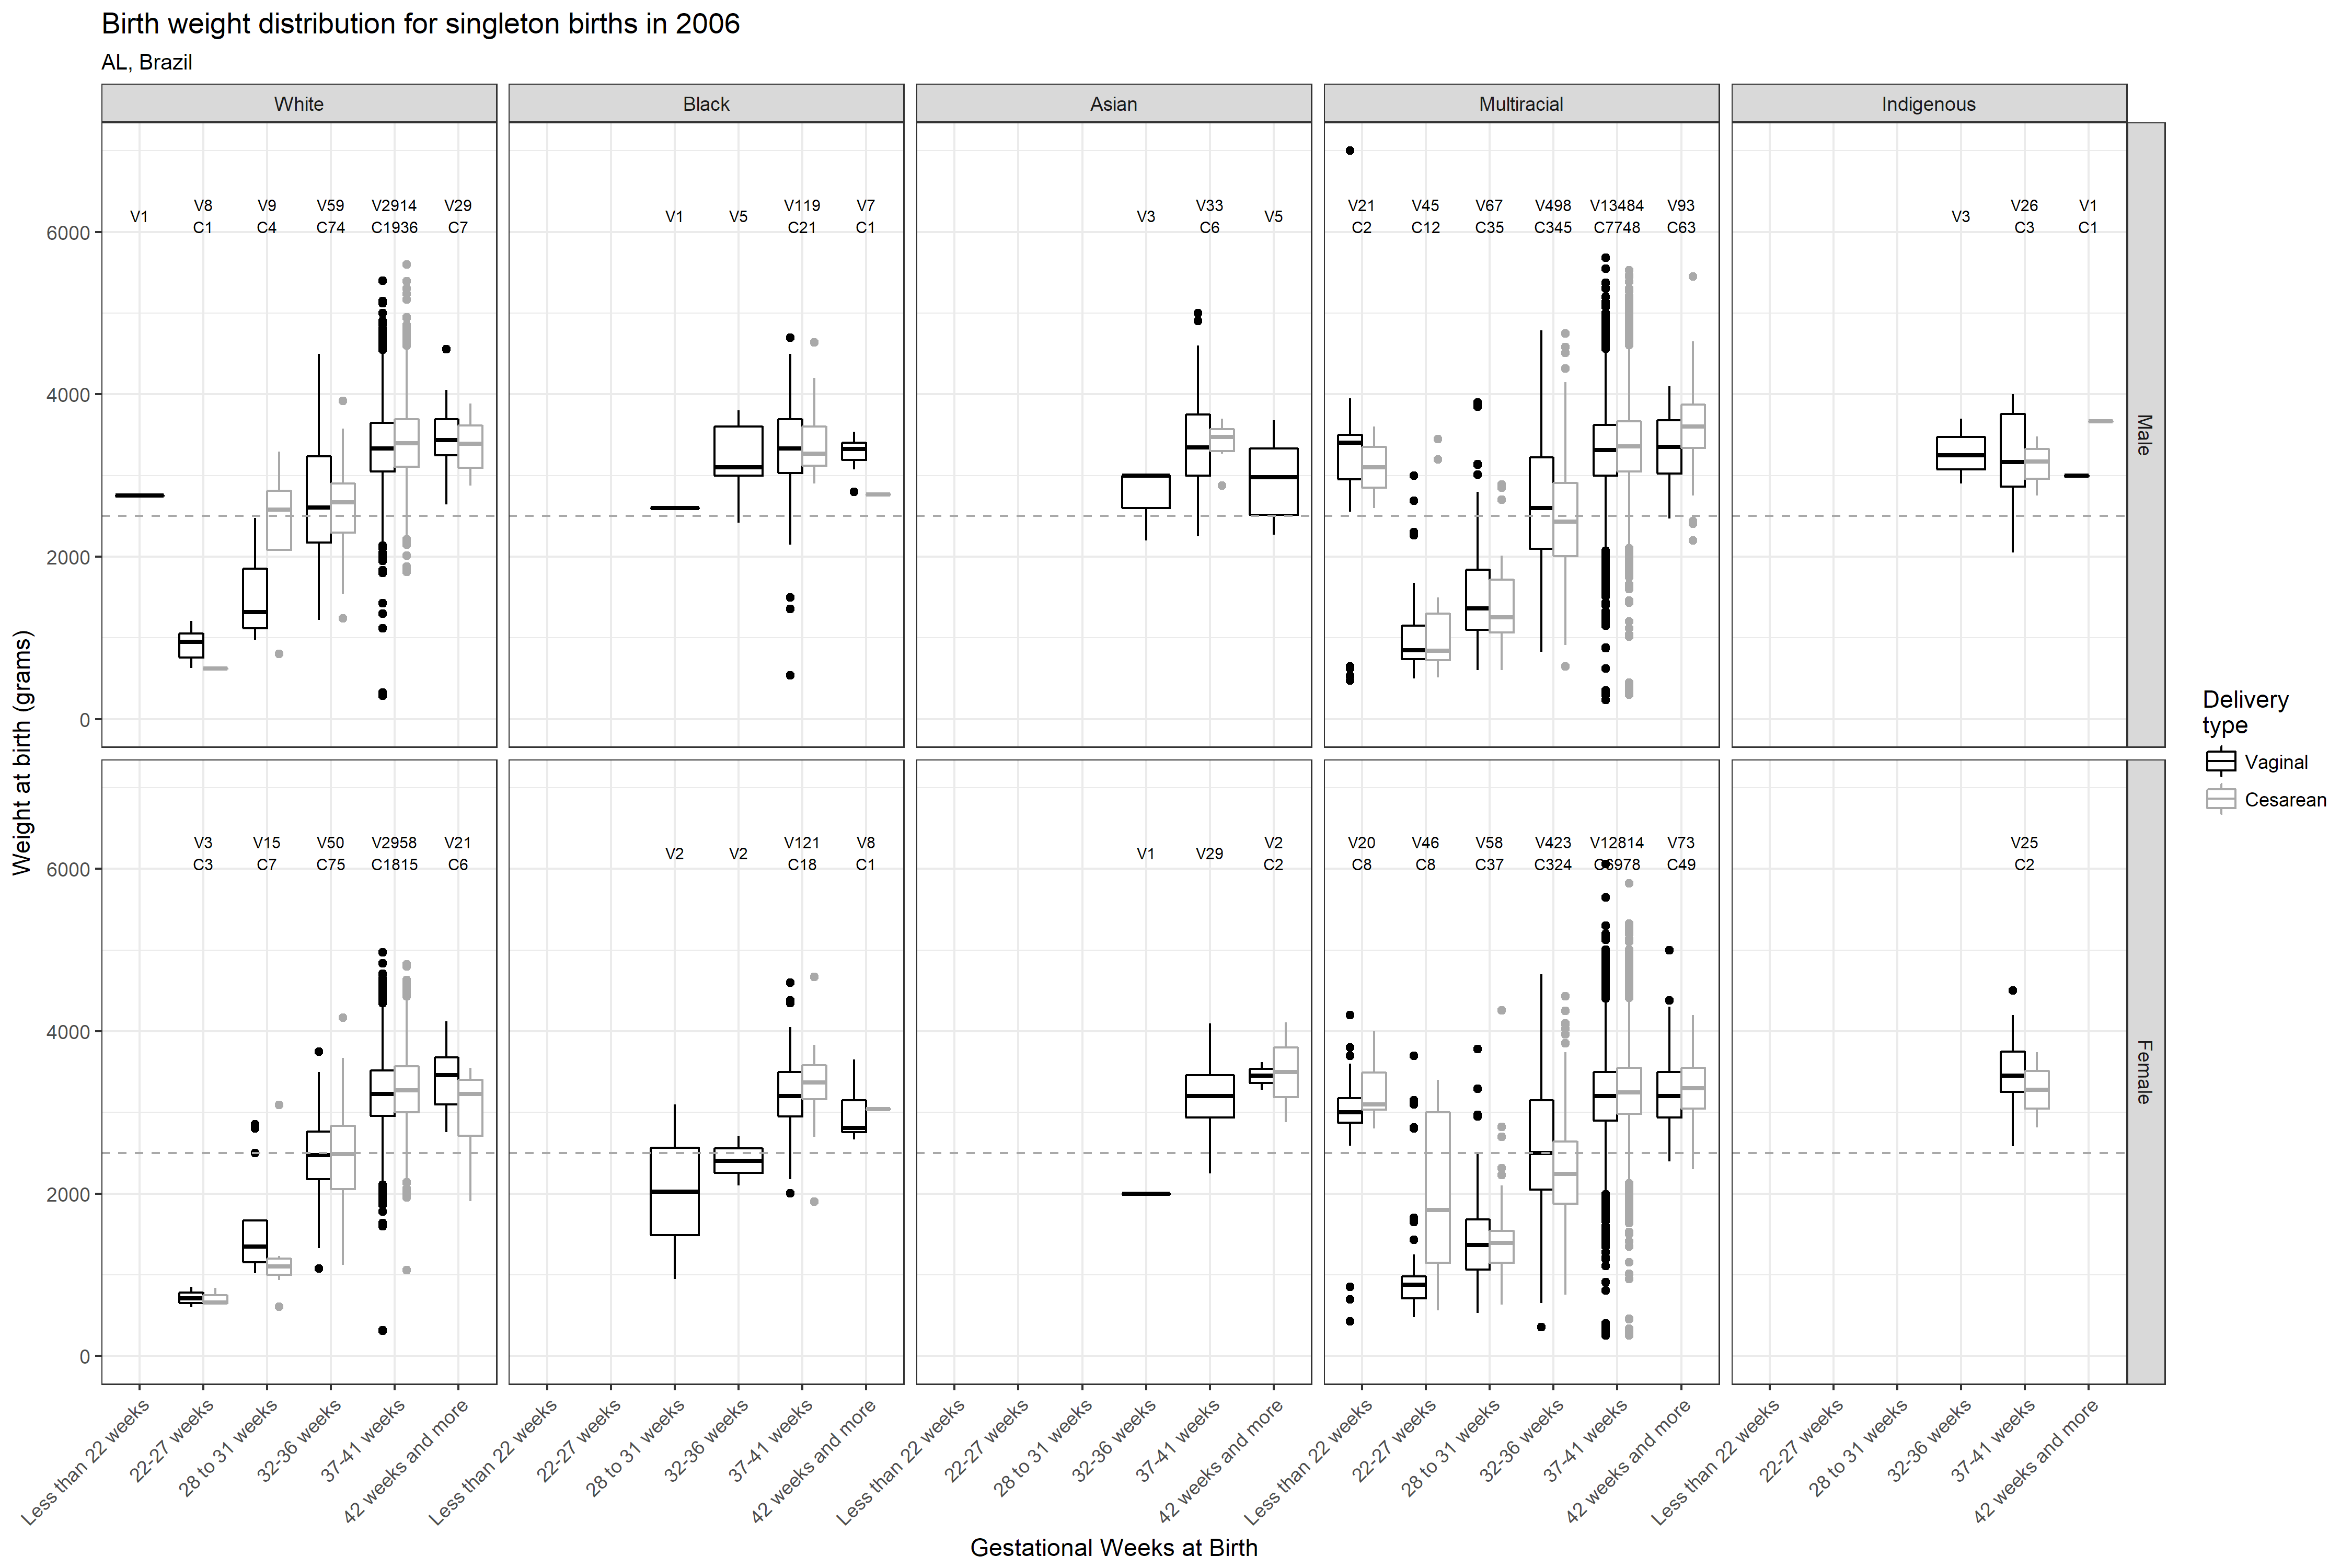 Birth weight distribution for singleton births in 2006
AL, Brazil
White
Black
Asian
Multiracial
Indigenous
V1
V8
C1
V9
C4
V59
C74
V2914
C1936
V29
C7
V1
V5
V119
C21
V7
C1
V3
V33
C6
V5
V21
C2
V45
C12
V67
C35
V498
C345
V13484
C7748
V93
C63
V3
V26
C3
V1
C1
6000
4000
2000
0
Male
V3
C3
V15
C7
V50
C75
V2958
C1815
V21
C6
V2
V2
V121
C18
V8
C1
V1
V29
V2
C2
V20
C8
V46
C8
V58
C37
V423
C324
V12814
C6978
V73
C49
V25
C2
6000
4000
2000
0
Female
Weight at birth (grams)
Less than 22 weeks
22-27 weeks
28 to 31 weeks
32-36 weeks
37-41 weeks
42 weeks and more
Less than 22 weeks
22-27 weeks
28 to 31 weeks
32-36 weeks
37-41 weeks
42 weeks and more
Less than 22 weeks
22-27 weeks
28 to 31 weeks
32-36 weeks
37-41 weeks
42 weeks and more
Less than 22 weeks
22-27 weeks
28 to 31 weeks
32-36 weeks
37-41 weeks
42 weeks and more
Less than 22 weeks
22-27 weeks
28 to 31 weeks
32-36 weeks
37-41 weeks
42 weeks and more
Gestational Weeks at Birth
Delivery
type
Vaginal
Cesarean